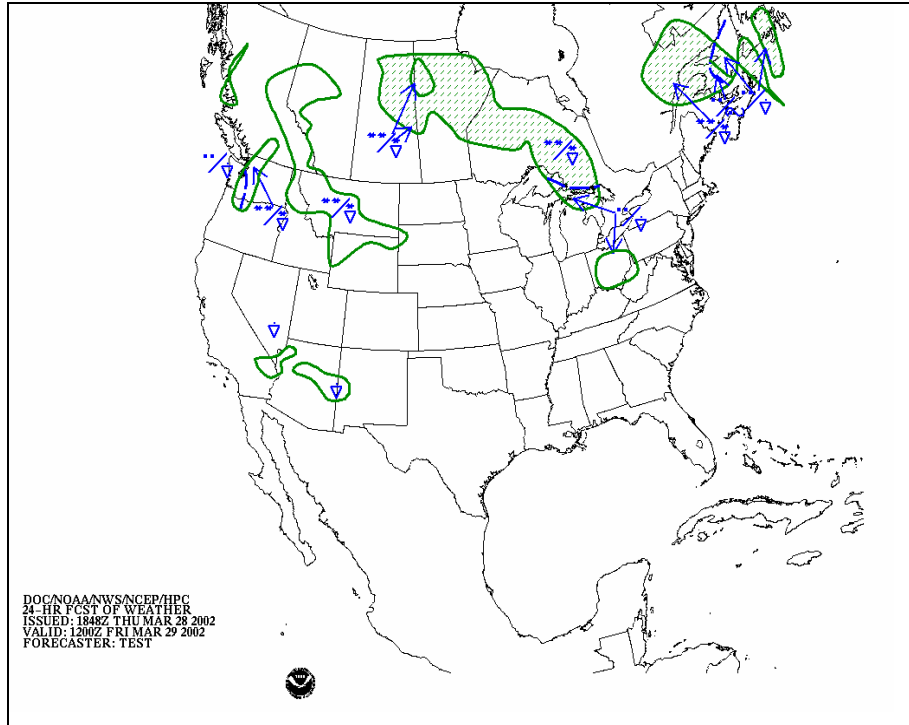 DOC/NOAA/NWS/NCEP/HPC
24-HR FCST OF WEATHER
ISSUED: 1848Z THU MAR 28 2002
VALID: 1200Z FRI MAR 29 2002
FORECASTER: TEST